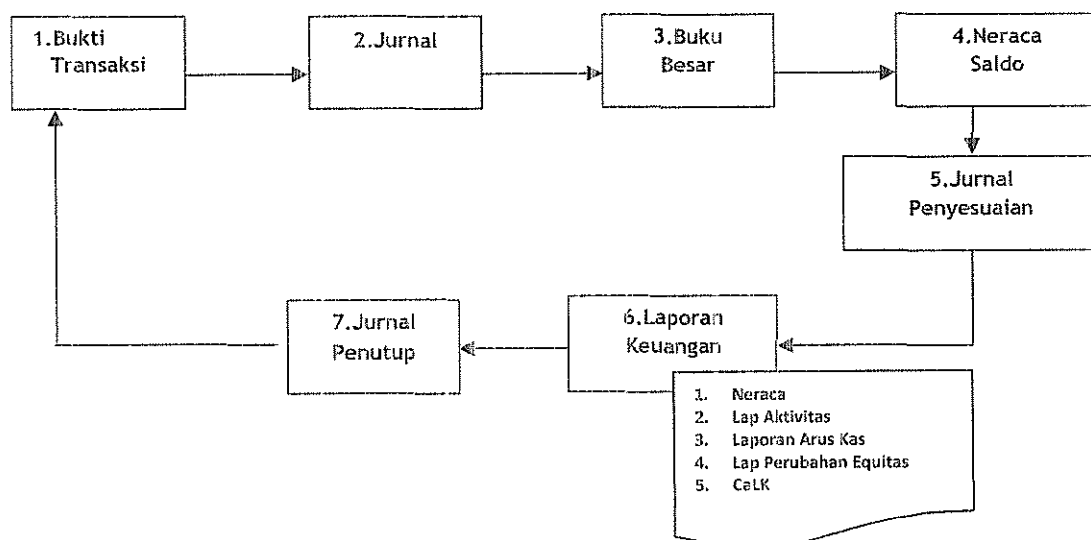 1.Bukti
Transaksi
2.Jurnal
3.Buku
Besar
4.Neraca
Saldo
5.Jurnal
Penyesuaian
6.Laporan
Keuangan
1. Neraca
2. Lap Aktivitas
3. Laporan Arus Kas
4. Lap Perubahan Equitas
5. CaLK
7.Jurnal
Penutup